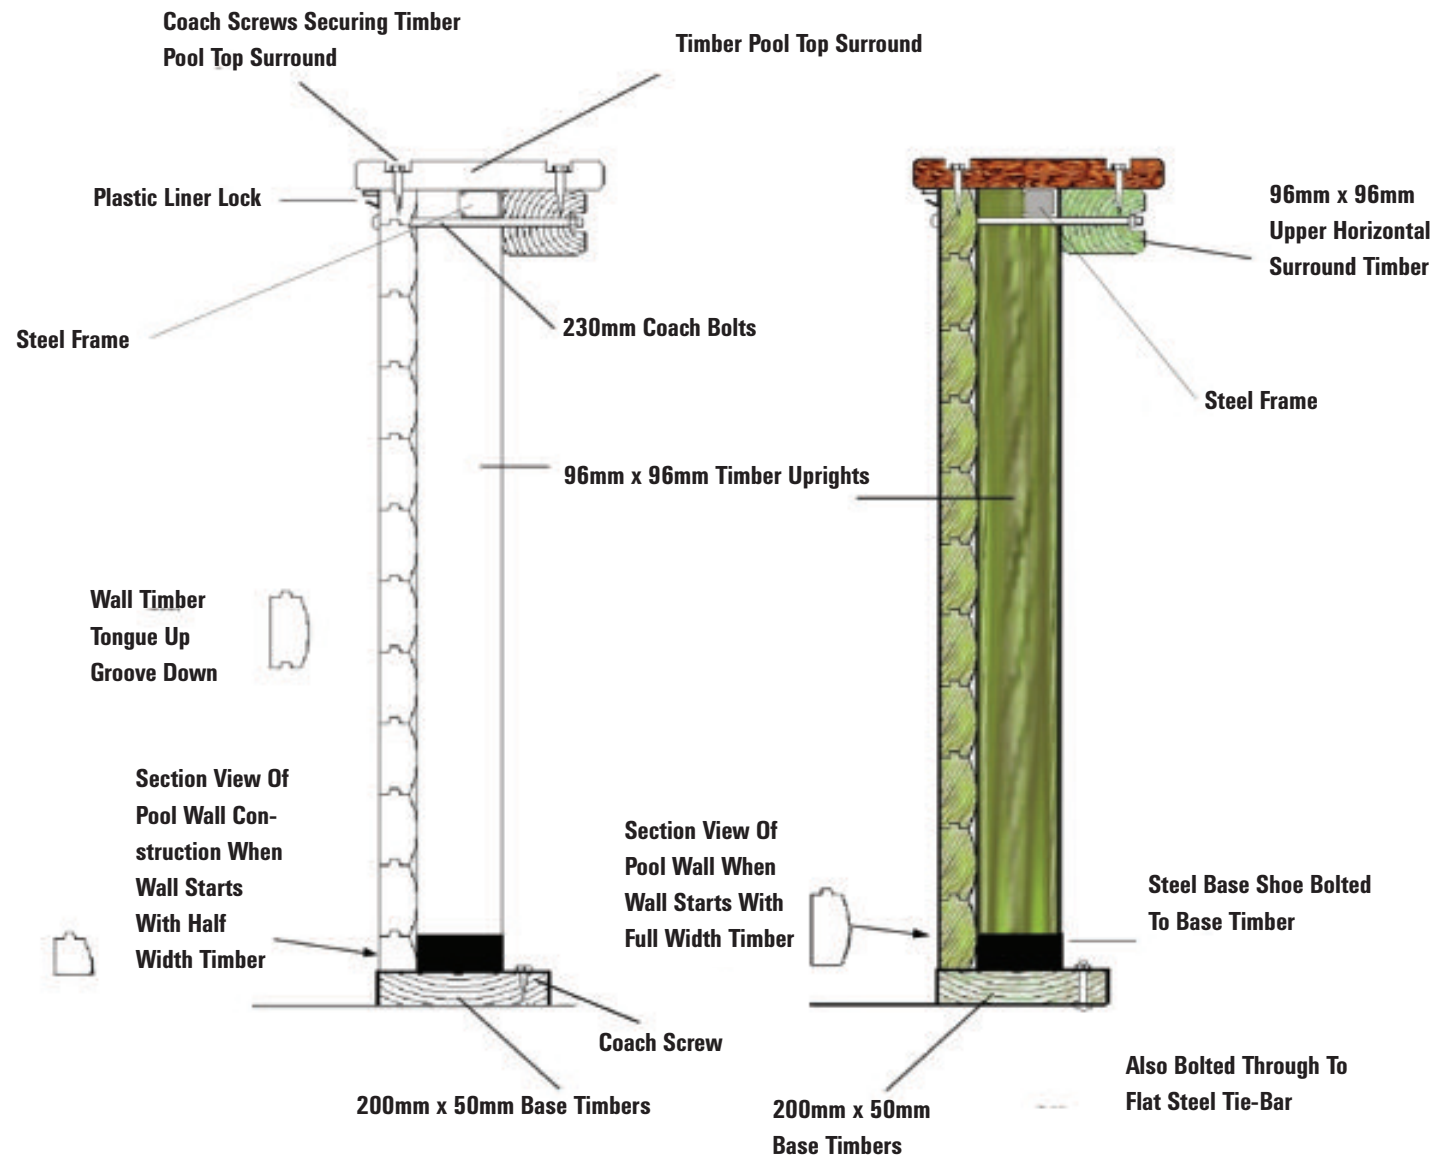 Coach Screws Securing Timber
Pool Top Surround
Timber Pool Top Surround
Plastic Liner Lock
96mm x 96mm
Upper Horizontal
Surround Timber
Steel Frame
230mm Coach Bolts
Steel Frame
96mm x 96mm Timber Uprights
Wall Timber
Tongue Up
Groove Down
Section View Of
Pool Wall Con-
struction When
Wall Starts
With Half
Width Timber
Section View Of
Pool Wall When
Wall Starts With
Full Width Timber
Steel Base Shoe Bolted
To Base Timber
Coach Screw
200mm x 50mm Base Timbers
200mm x 50mm
Base Timbers
Also Bolted Through To
Flat Steel Tie-Bar